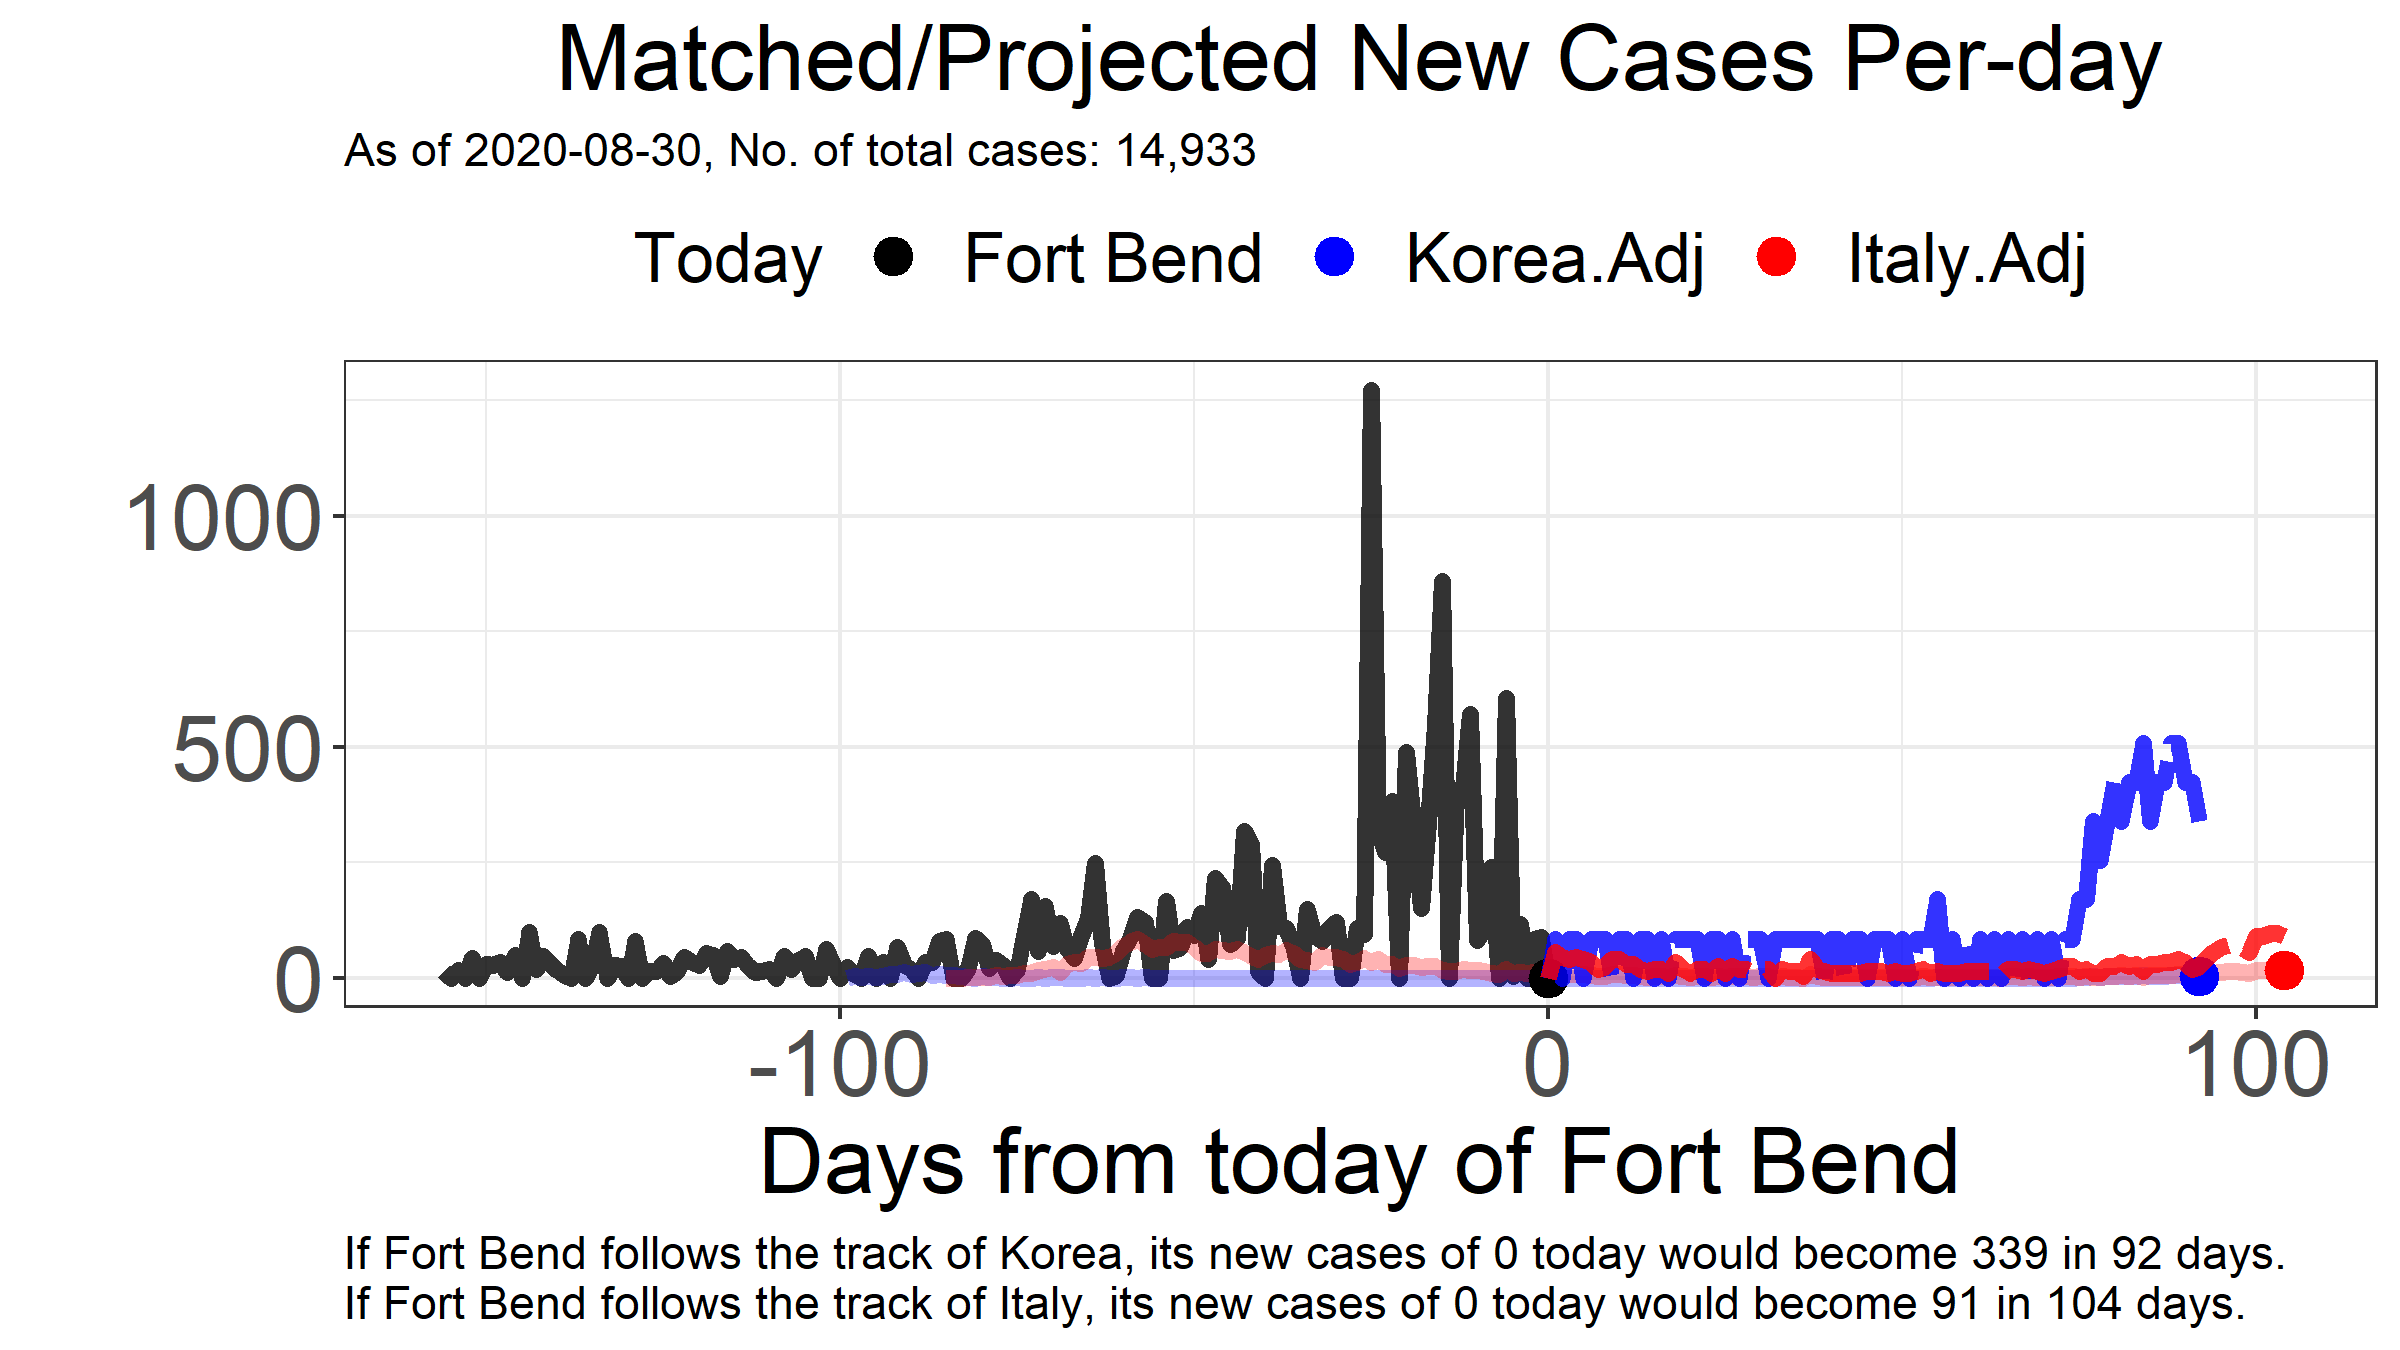 Matched/Projected New Cases Per-day
As of 2020-08-30, No. of total cases: 14,933
Today Fort Bend Korea.Adj Italy.Adj
1000
500
0
-100 0 100
Days from today of Fort Bend
If Fort Bend follows the track of Korea, its new cases of 0 today would become 339 in 92 days.
If Fort Bend follows the track of Italy, its new cases of 0 today would become 91 in 104 days.